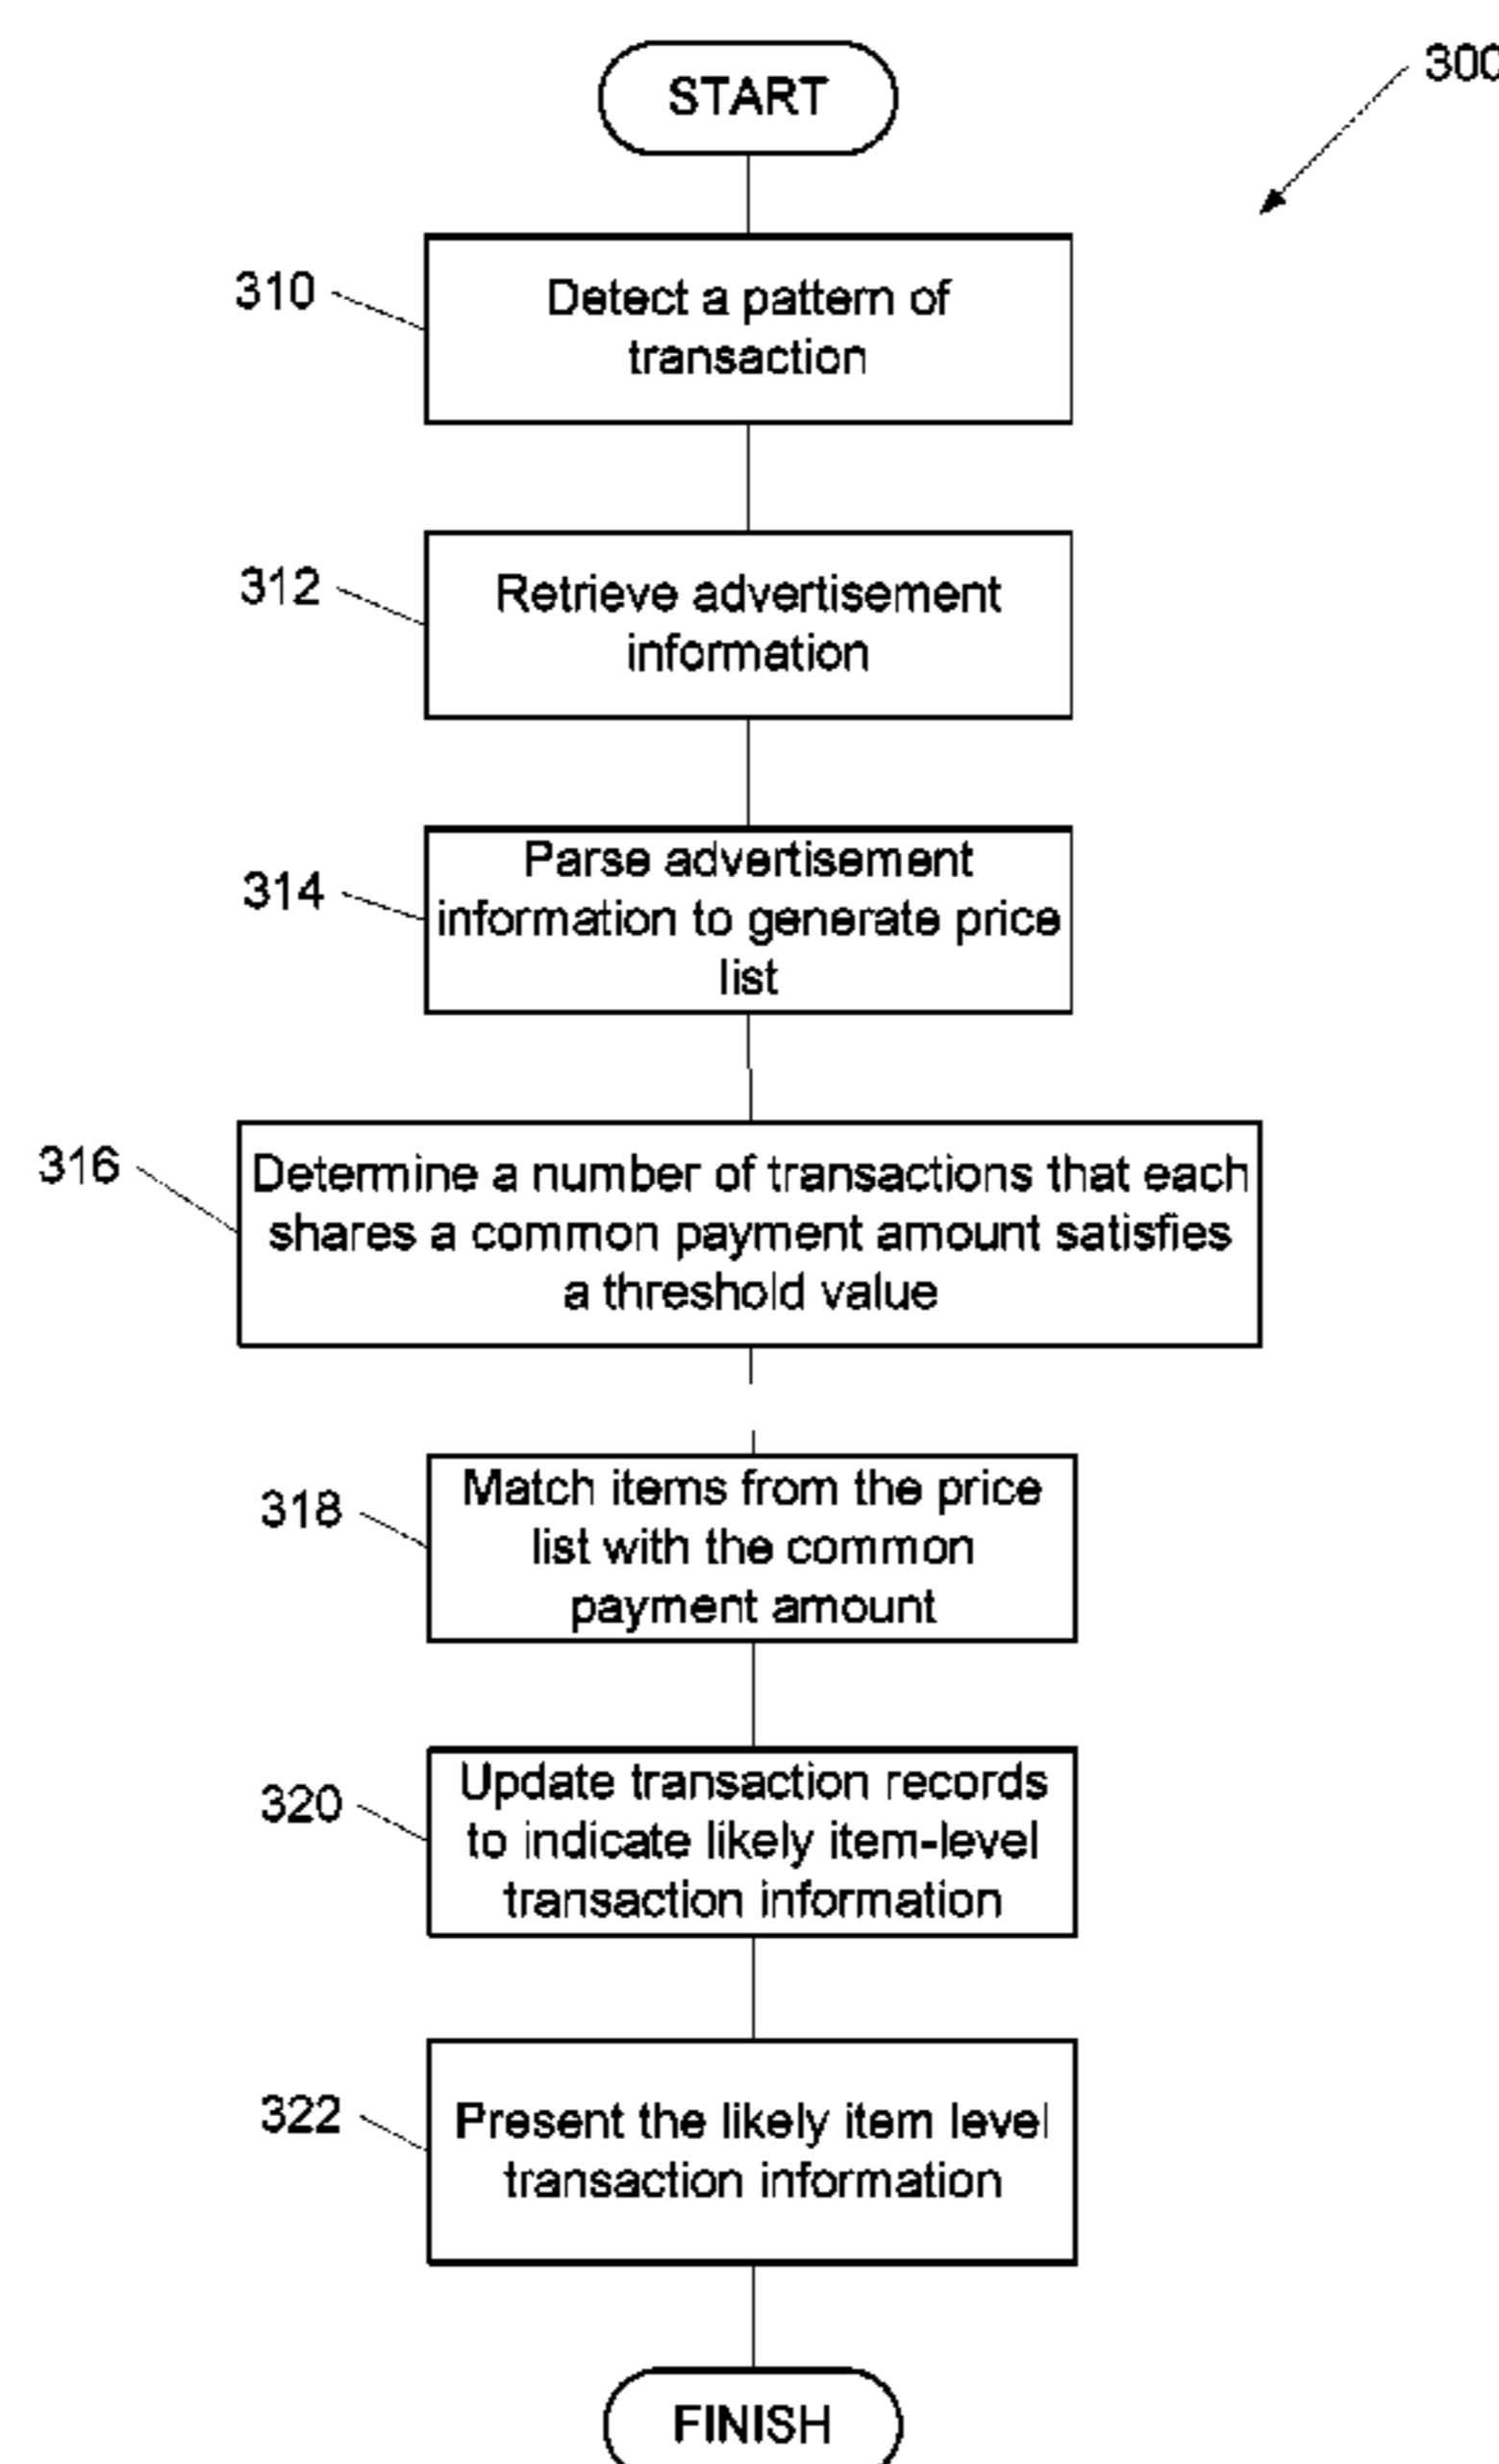 START
300
310
Detect a pattern of
transaction
312
Retrieve advertisement
information
314
Parse advertisement
information to generate price
list
316
Determine a number of transactions that each
shares a common payment amount satisfies
a threshold value
318
Match items from the price
list with the common
payment amount
320
Update transaction records
to indicate likely item-level
transaction information
322
Present the likely item level
transaction information
FINISH